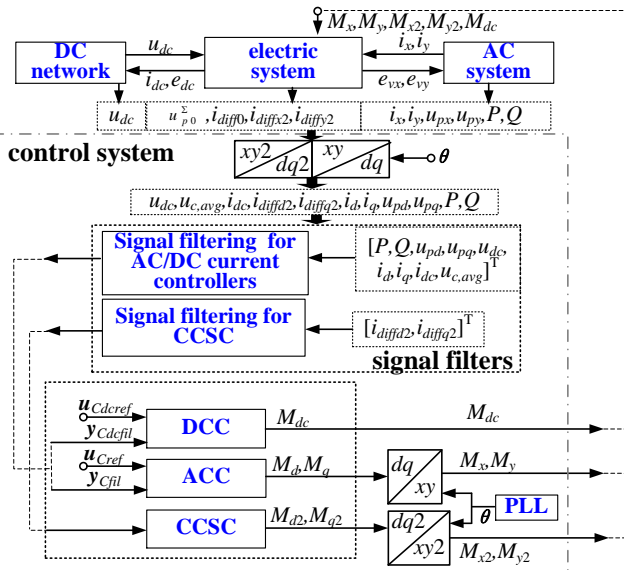 M_x,M_y,M_x2,M_y2,M_dc
DC network
u_dc
i_dc,e_dc
electric system
i_x,i_y
e_vx,e_vy
AC system
u_dc
u_p0^Σ,i_diff0,i_diffx2,i_diffy2
i_x,i_y,u_px,u_py,P,Q
control system
xy2
dq2
xy
dq
θ
u_dc,u_c,avg,i_dc,i_diffd2,i_diffq2,i_d,i_q,u_pd,u_pq,P,Q
Signal filtering for
AC/DC current
controllers
[P,Q,u_pd,u_pq,u_dc,
i_d,i_q,i_dc,u_c,avg]^T
Signal filtering for
CCSC
[i_diffd2,i_diffq2]^T
signal filters
u_Cdcref
y_Cdcfil
DCC
M_dc
M_dc
u_Cref
y_Cfil
ACC
M_d,M_q
dq
xy
M_x,M_y
θ
PLL
CCSC
M_d2,M_q2
dq2
xy2
M_x2,M_y2